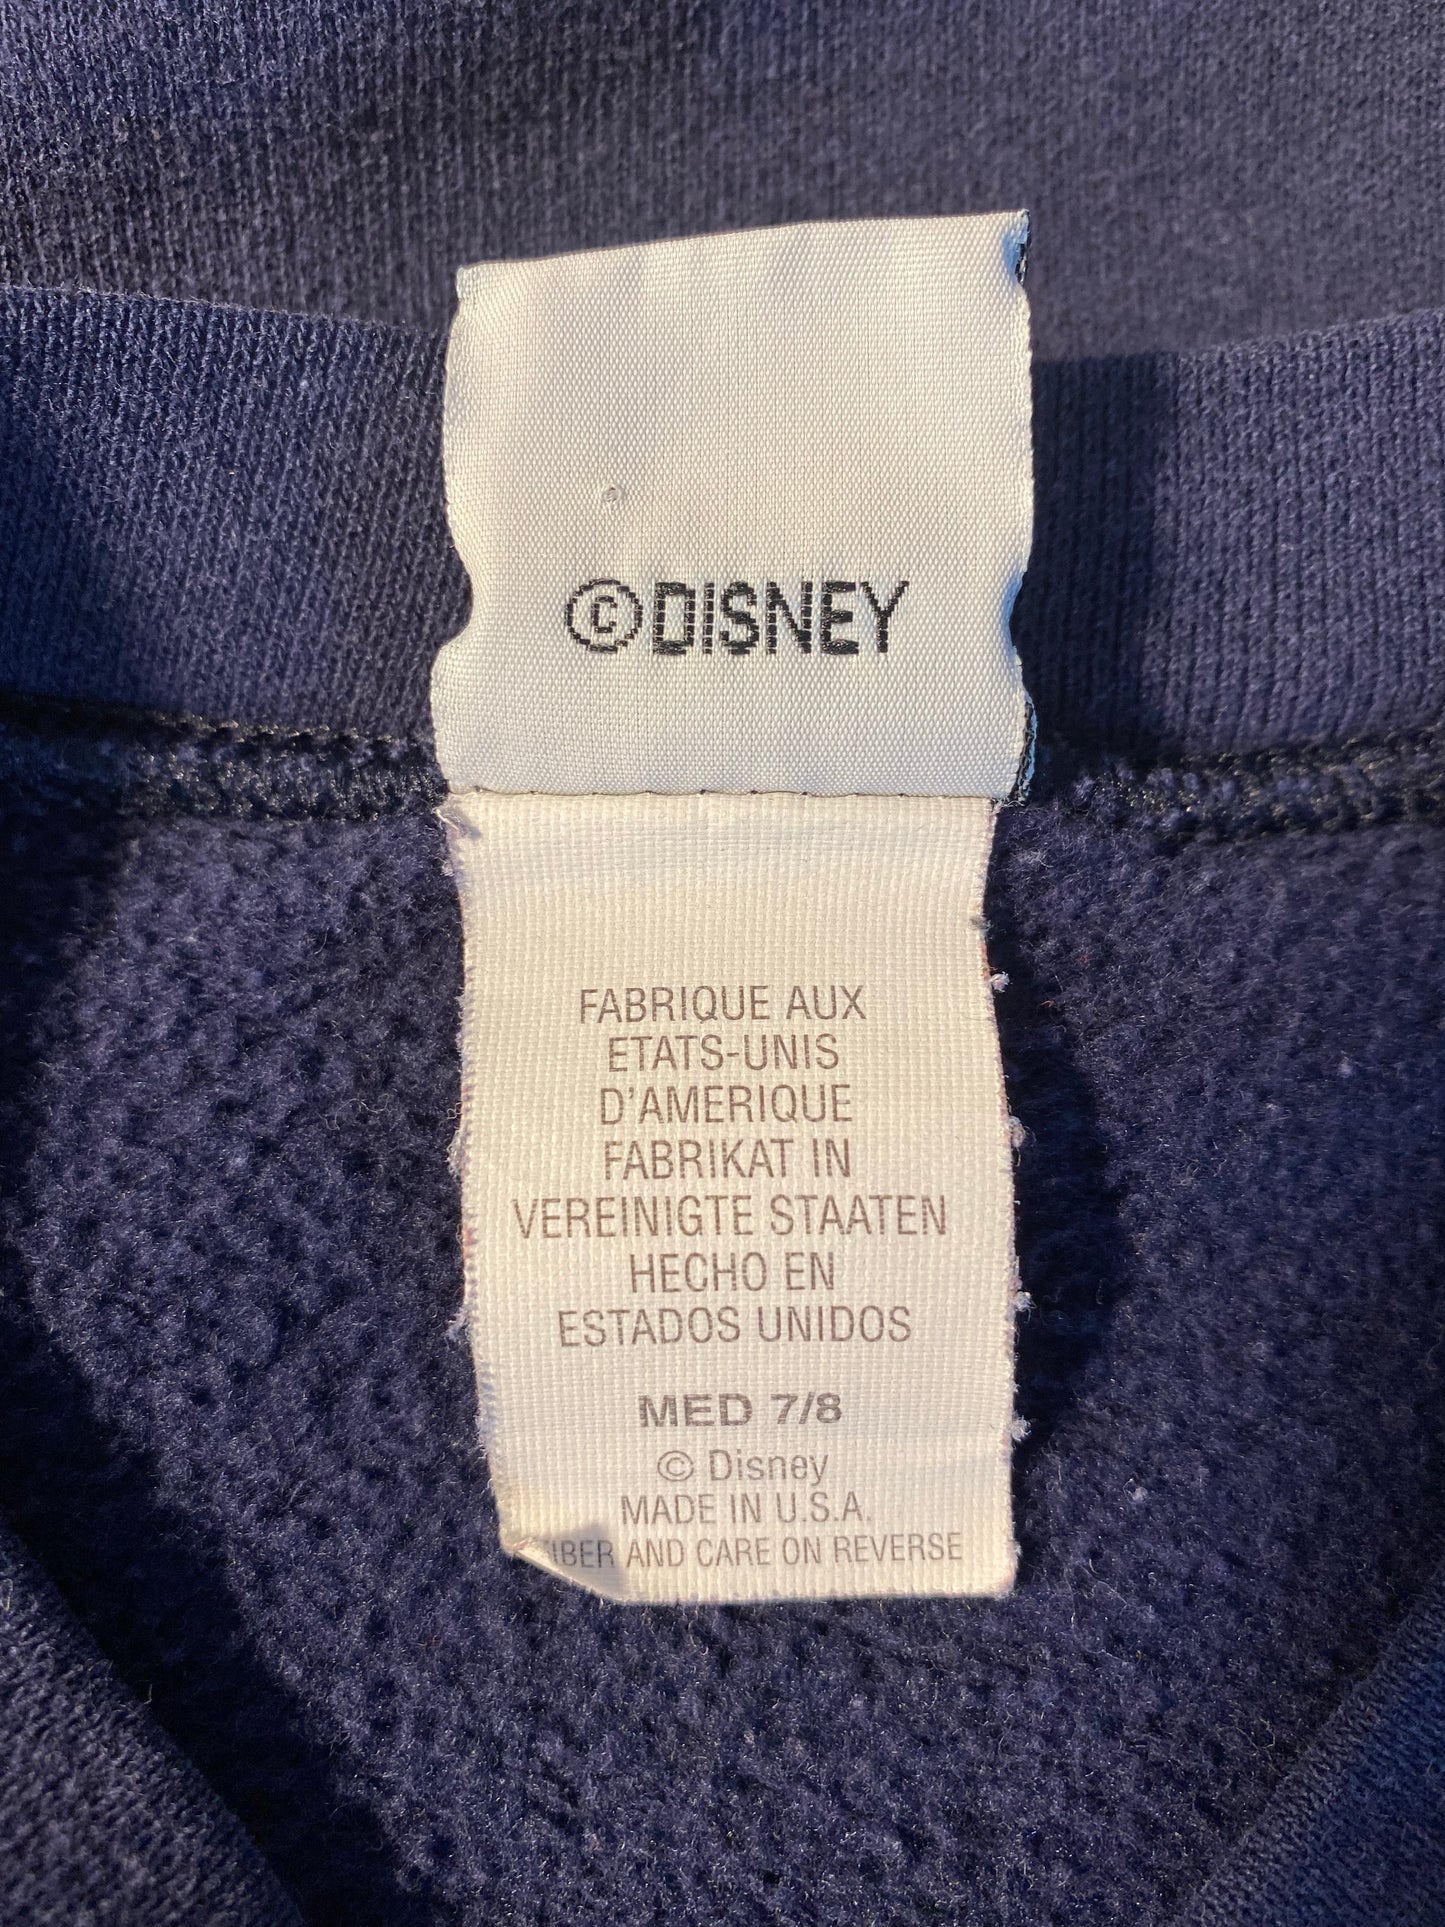 ©DISNEY
FABRIQUE AUX
ETATS-UNIS
D'AMERIQUE
FABRIKAT IN
VEREINIGTE STAATEN
HECHO EN
ESTADOS UNIDOS
MED 7/8
© Disney
MADE IN U.S.A.
FIBER AND CARE ON REVERSE